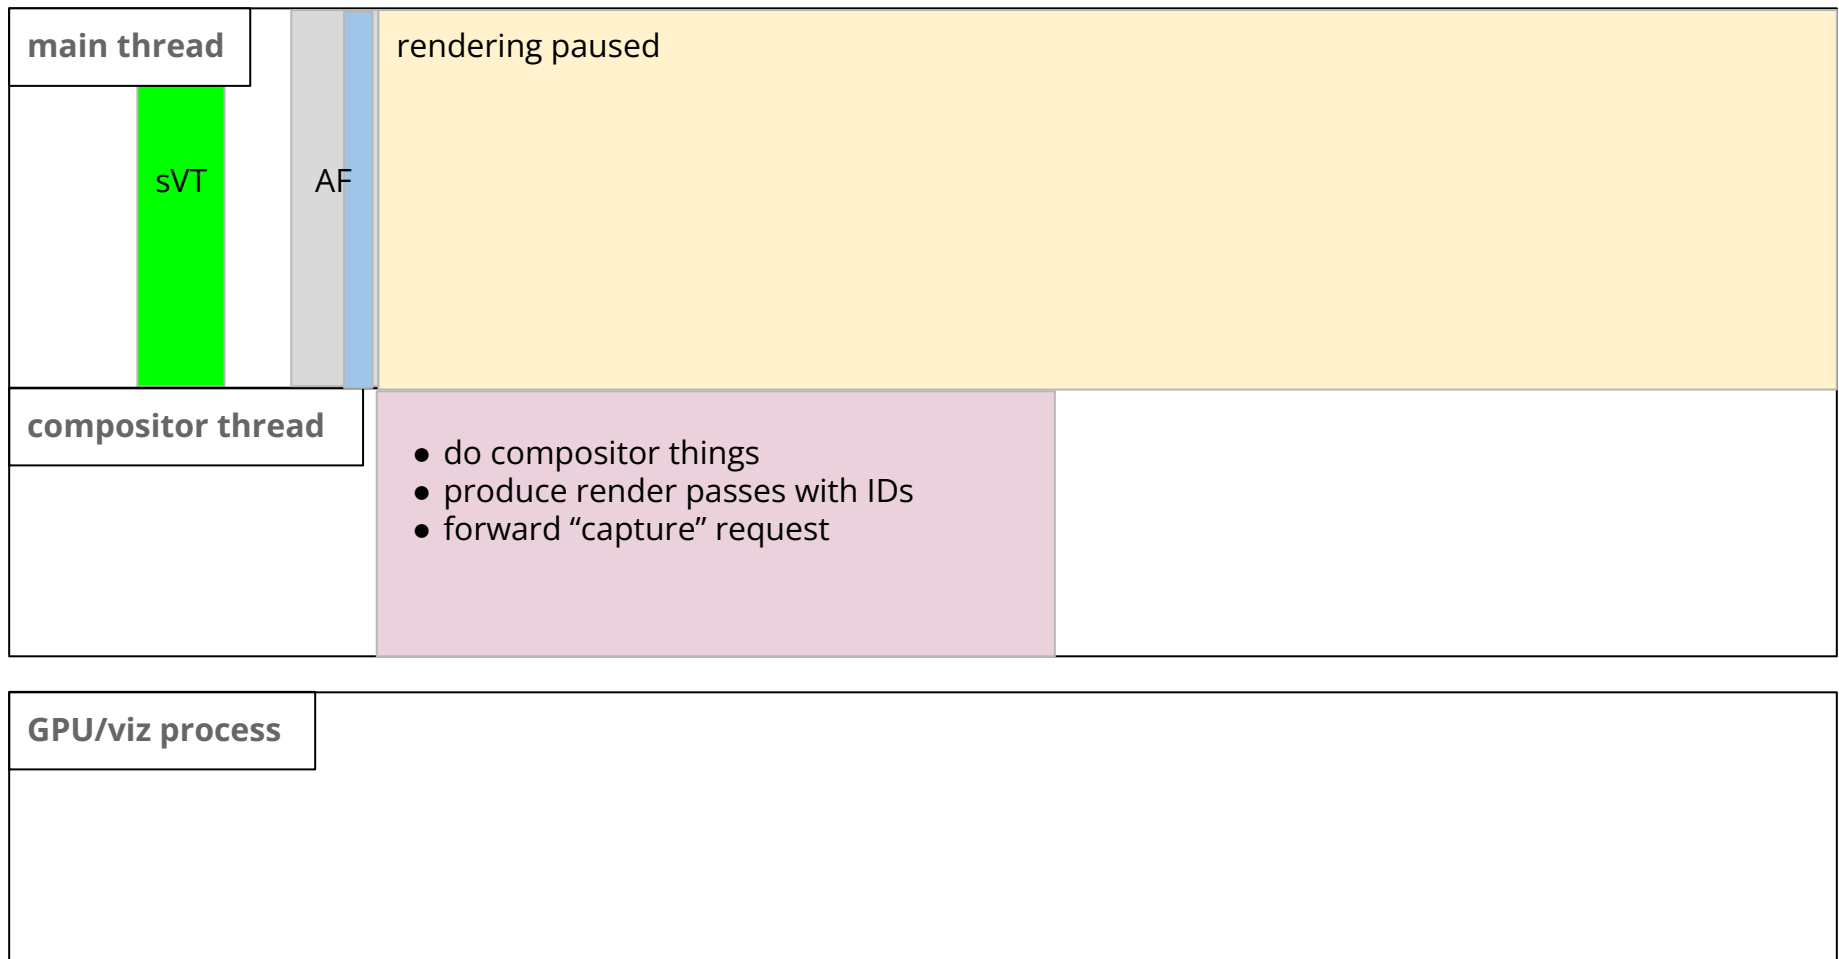 main thread
rendering paused
sVT
AF
compositor thread
● do compositor things
● produce render passes with IDs
● forward “capture” request
GPU/viz process